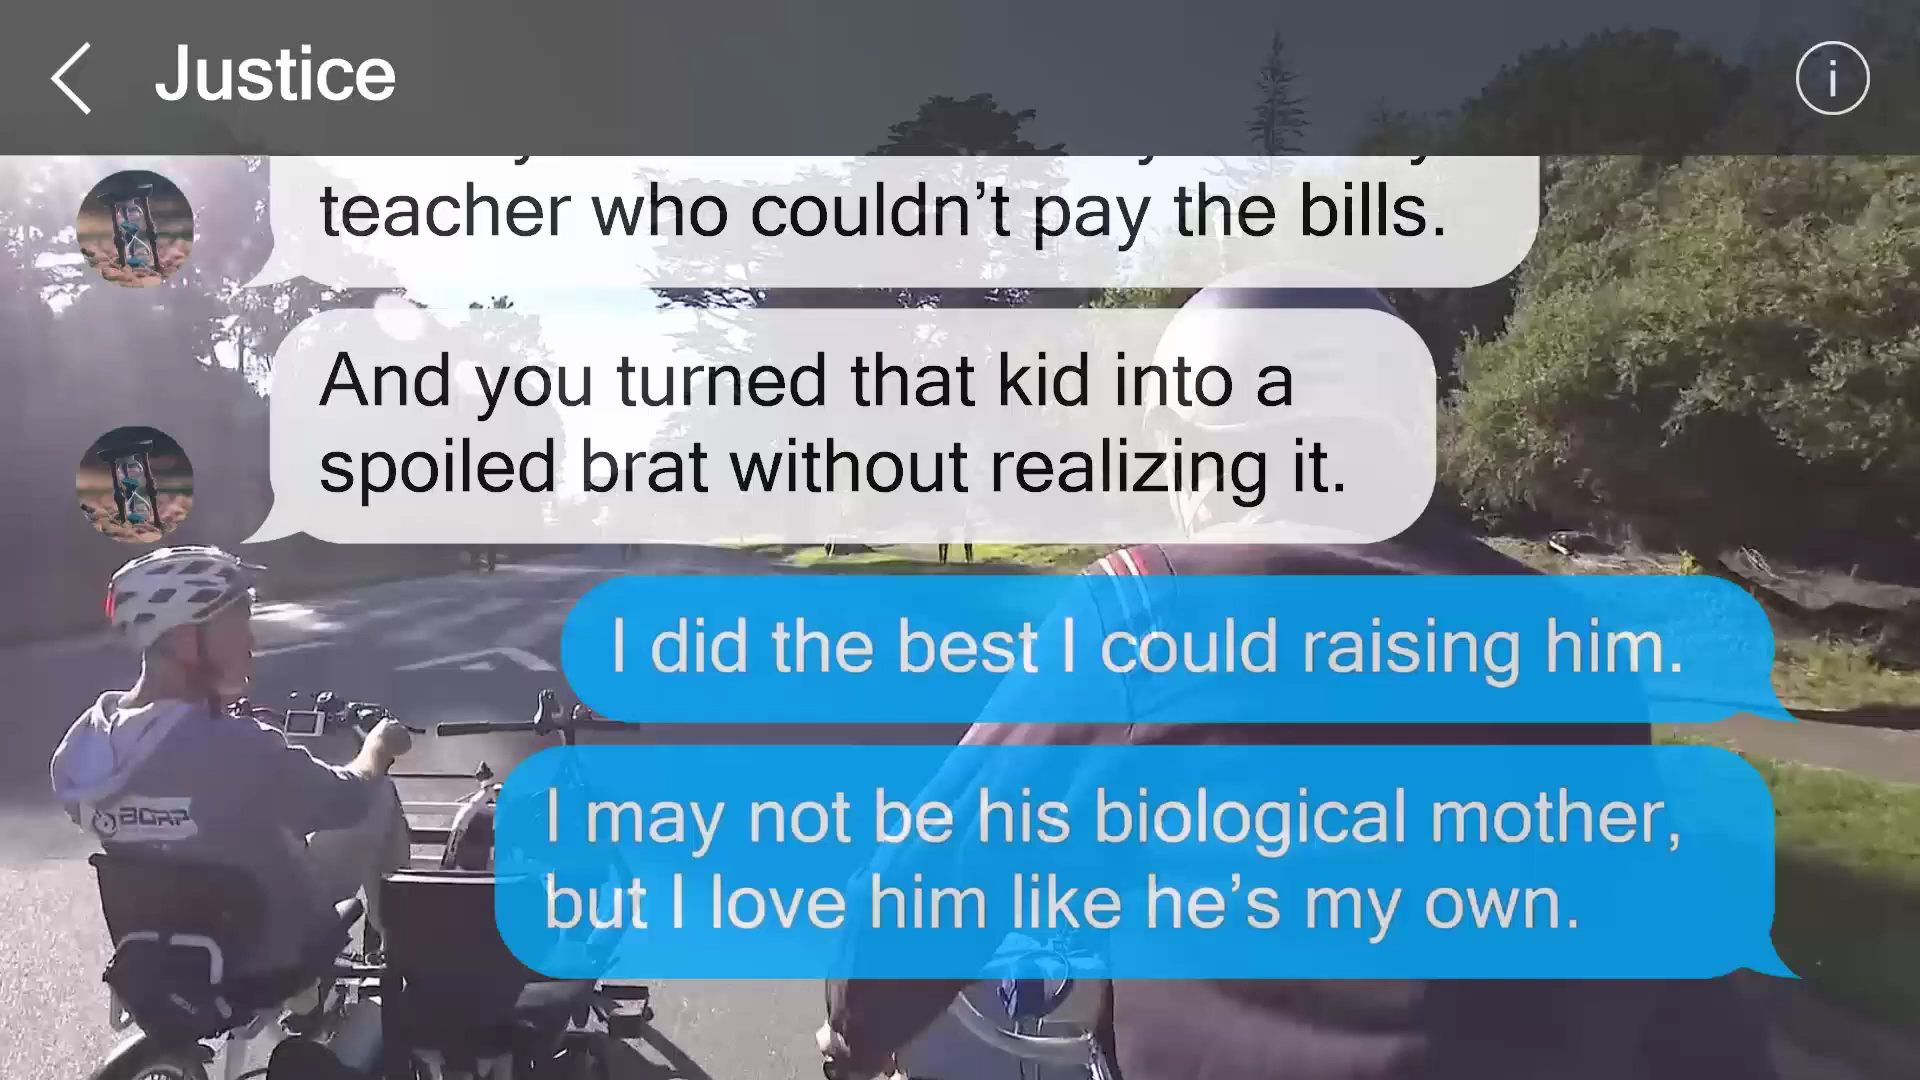 Justice
i
teacher who couldn't pay the bills.
And you turned that kid into a
spoiled brat without realizing it.
I did the best I could raising him.
I may not be his biological mother,
but I love him like he's my own.
BORP